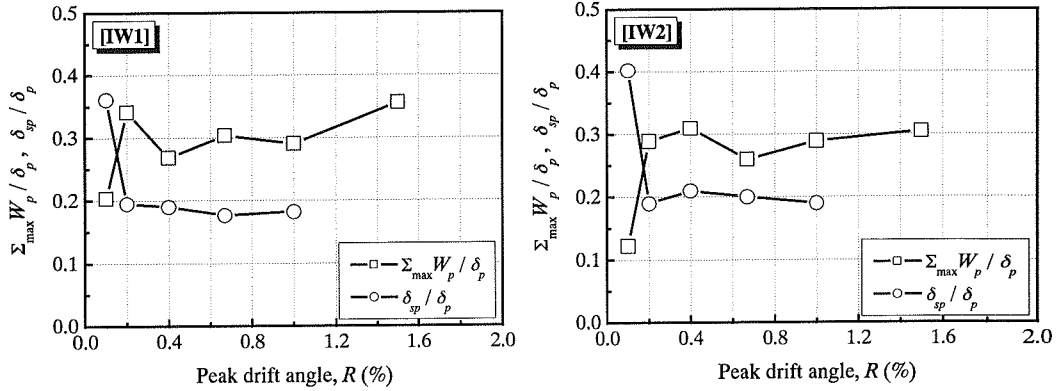 [IW1]
Σmax Wp / δp , δsp / δp
0.5
0.4
0.3
0.2
0.1
0.0
0.0 0.4 0.8 1.2 1.6 2.0
Peak drift angle, R (%)
Σmax Wp / δp
δsp / δp
[IW2]
Σmax Wp / δp , δsp / δp
0.5
0.4
0.3
0.2
0.1
0.0
0.0 0.4 0.8 1.2 1.6 2.0
Peak drift angle, R (%)
Σmax Wp / δp
δsp / δp